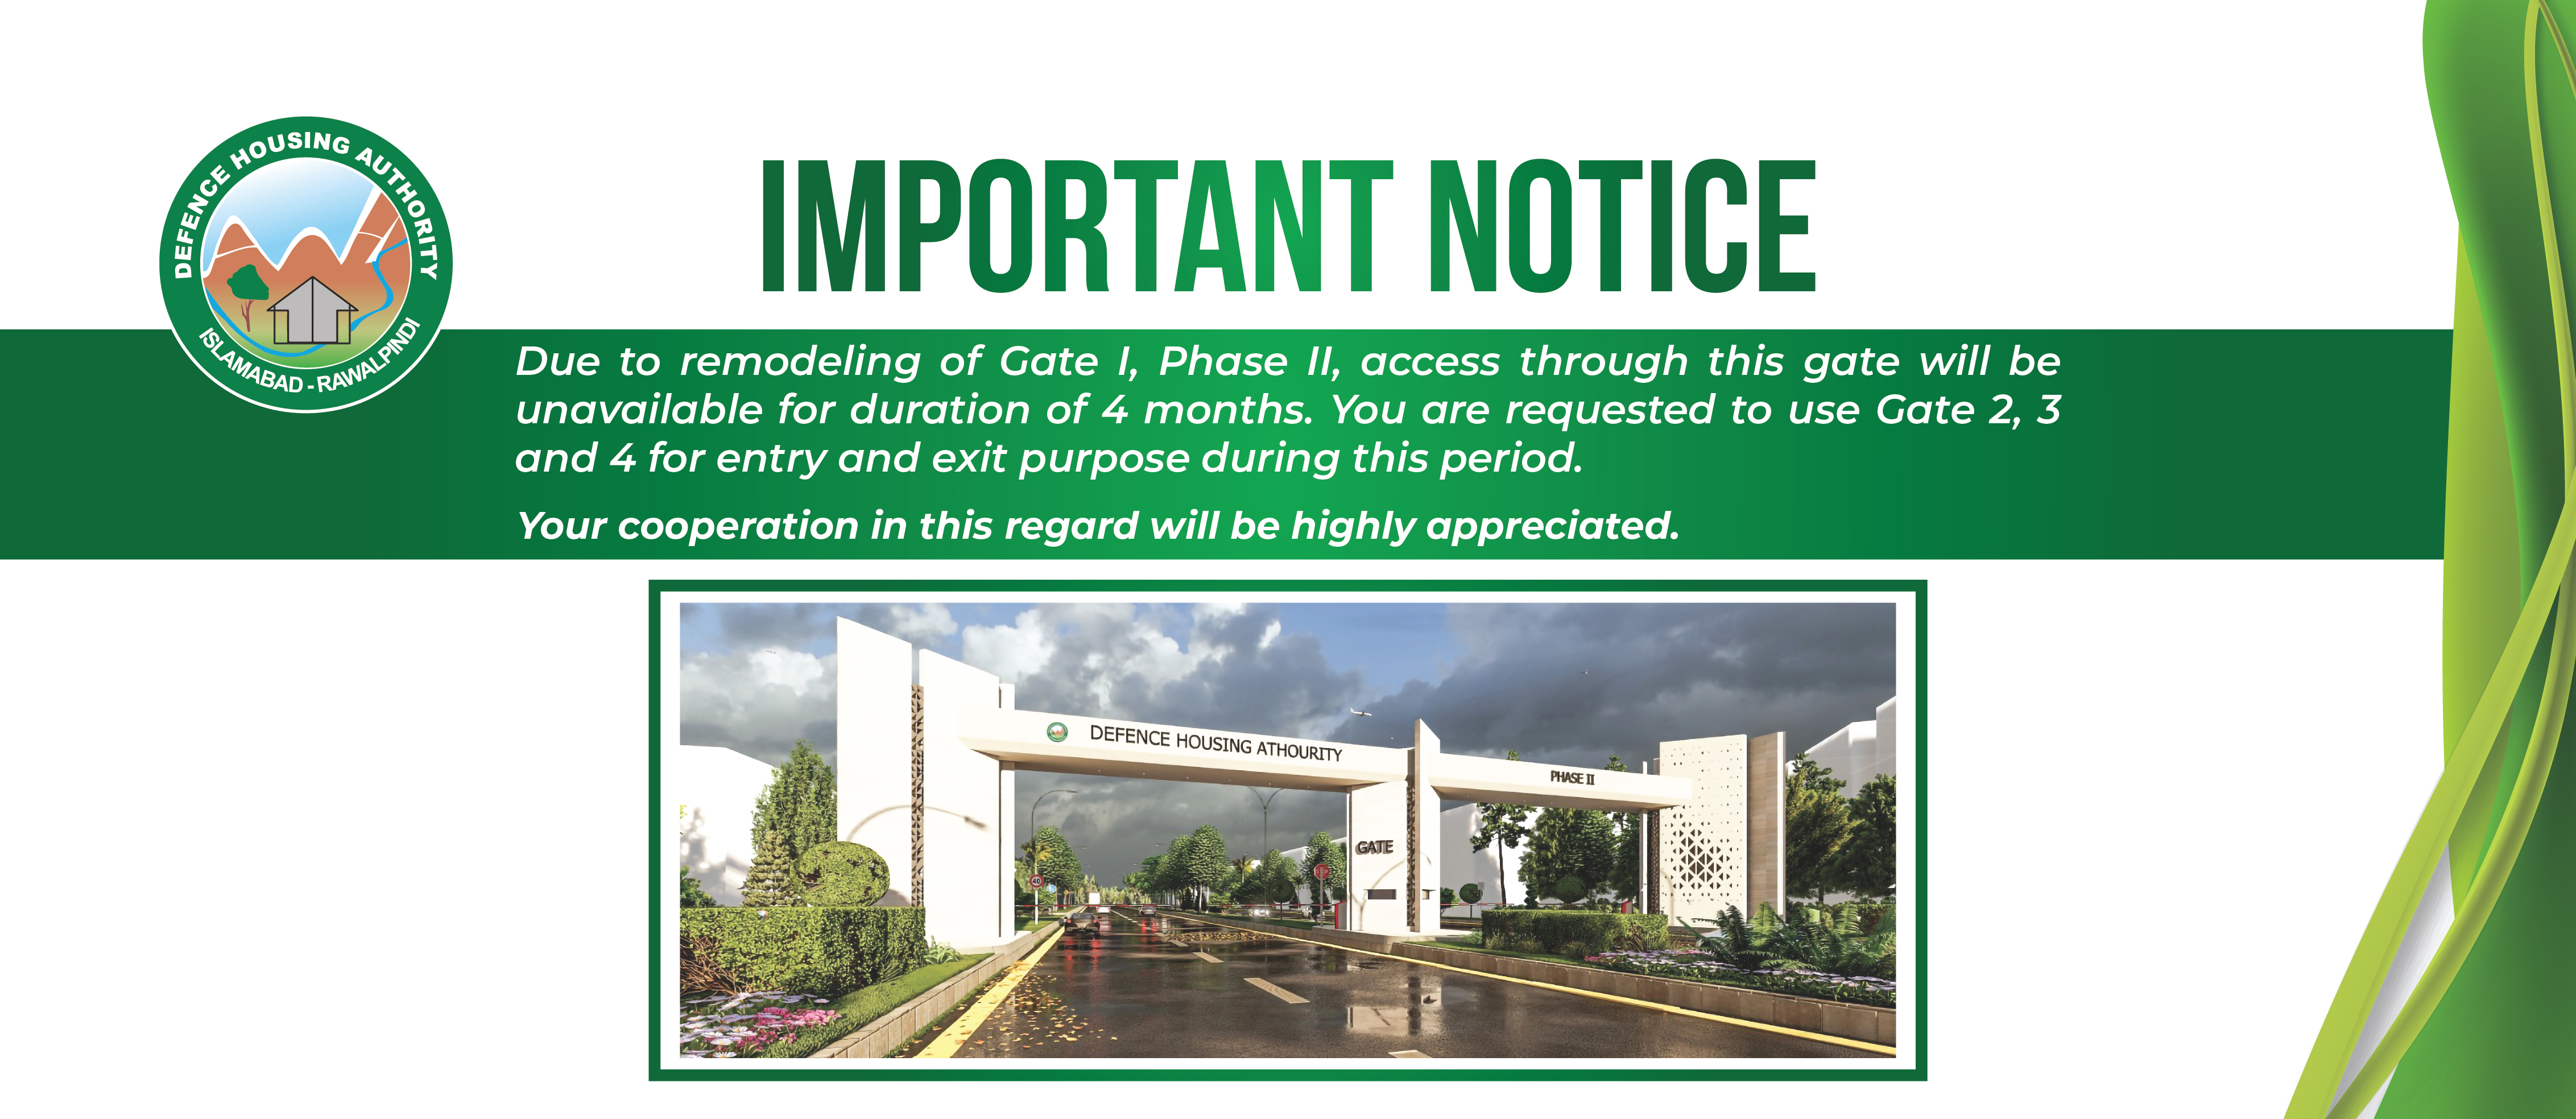 DEFENCE HOUSING AUTHORITY
ISLAMABAD - RAWALPINDI
IMPORTANT NOTICE
Due to remodeling of Gate I, Phase II, access through this gate will be
unavailable for duration of 4 months. You are requested to use Gate 2, 3
and 4 for entry and exit purpose during this period.
Your cooperation in this regard will be highly appreciated.
DEFENCE HOUSING ATHOURITY
PHASE II
GATE
40